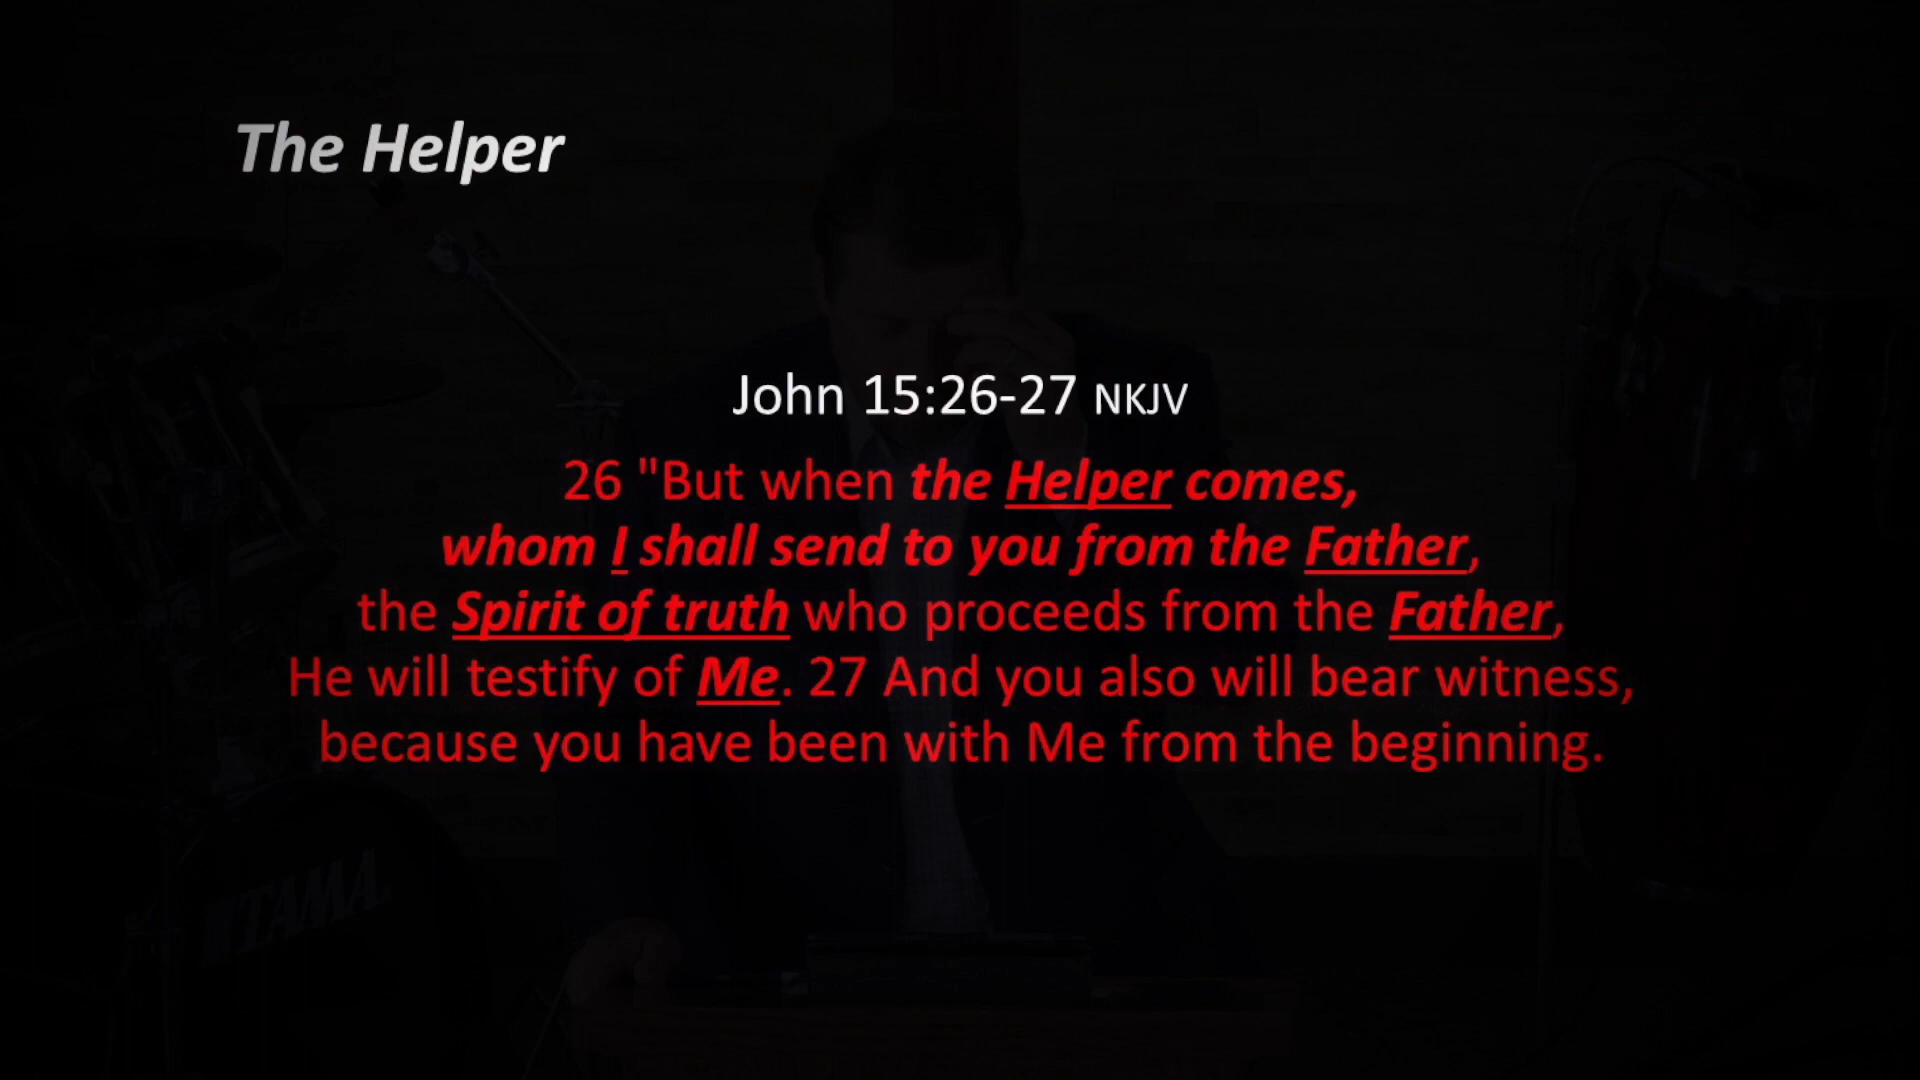 The Helper
John 15:26-27 NKJV
26 "But when the Helper comes,
whom I shall send to you from the Father,
the Spirit of truth who proceeds from the Father,
He will testify of Me. 27 And you also will bear witness,
because you have been with Me from the beginning.
TAMA